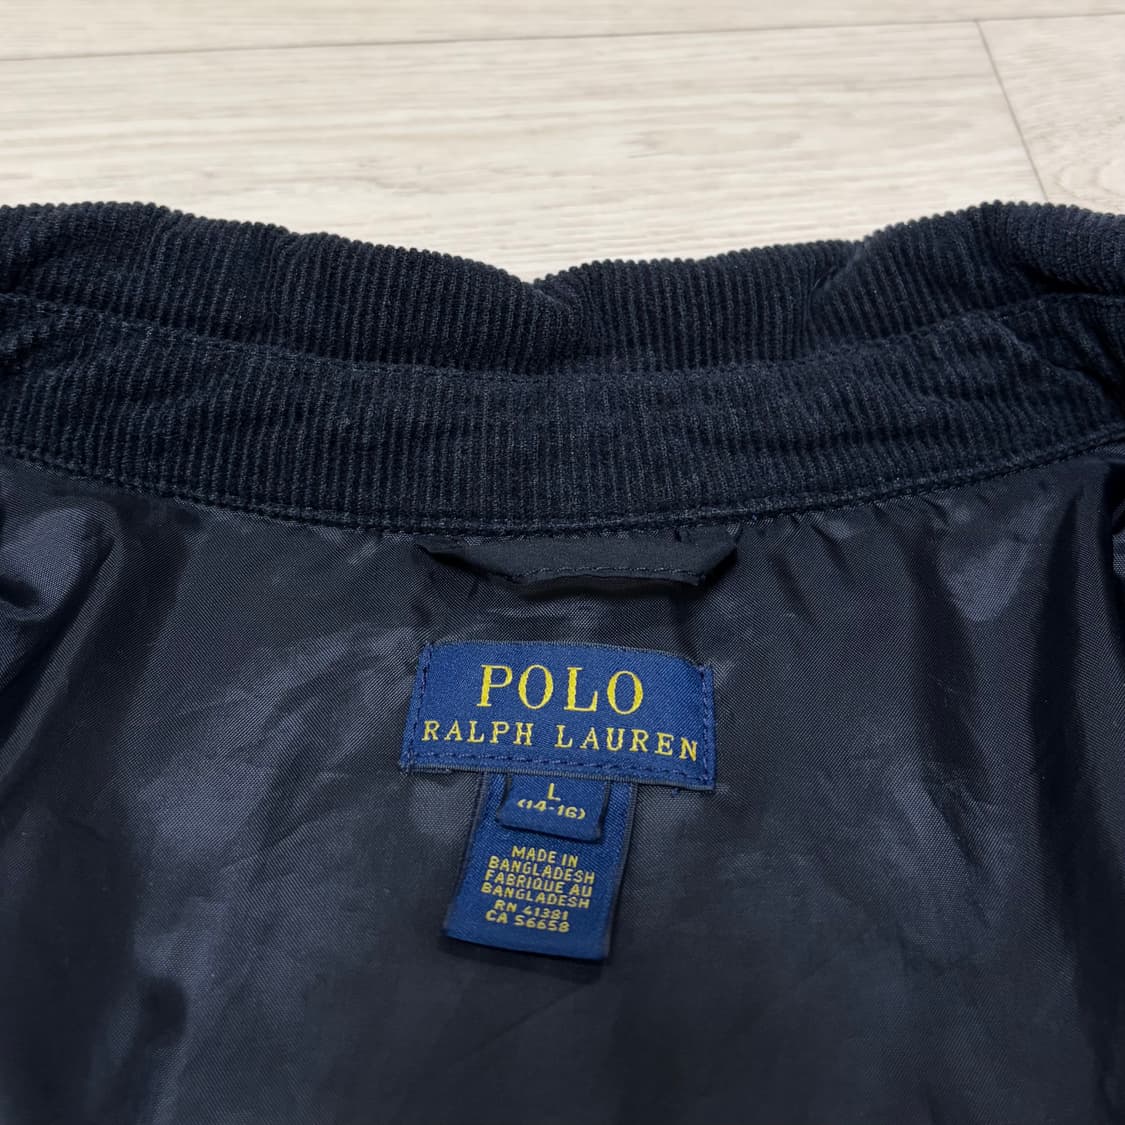 POLO
RALPH LAUREN
L
(14-16)
MADE IN
BANGLADESH
FABRIQUE AU
BANGLADESH
RN 41381
CA 56658